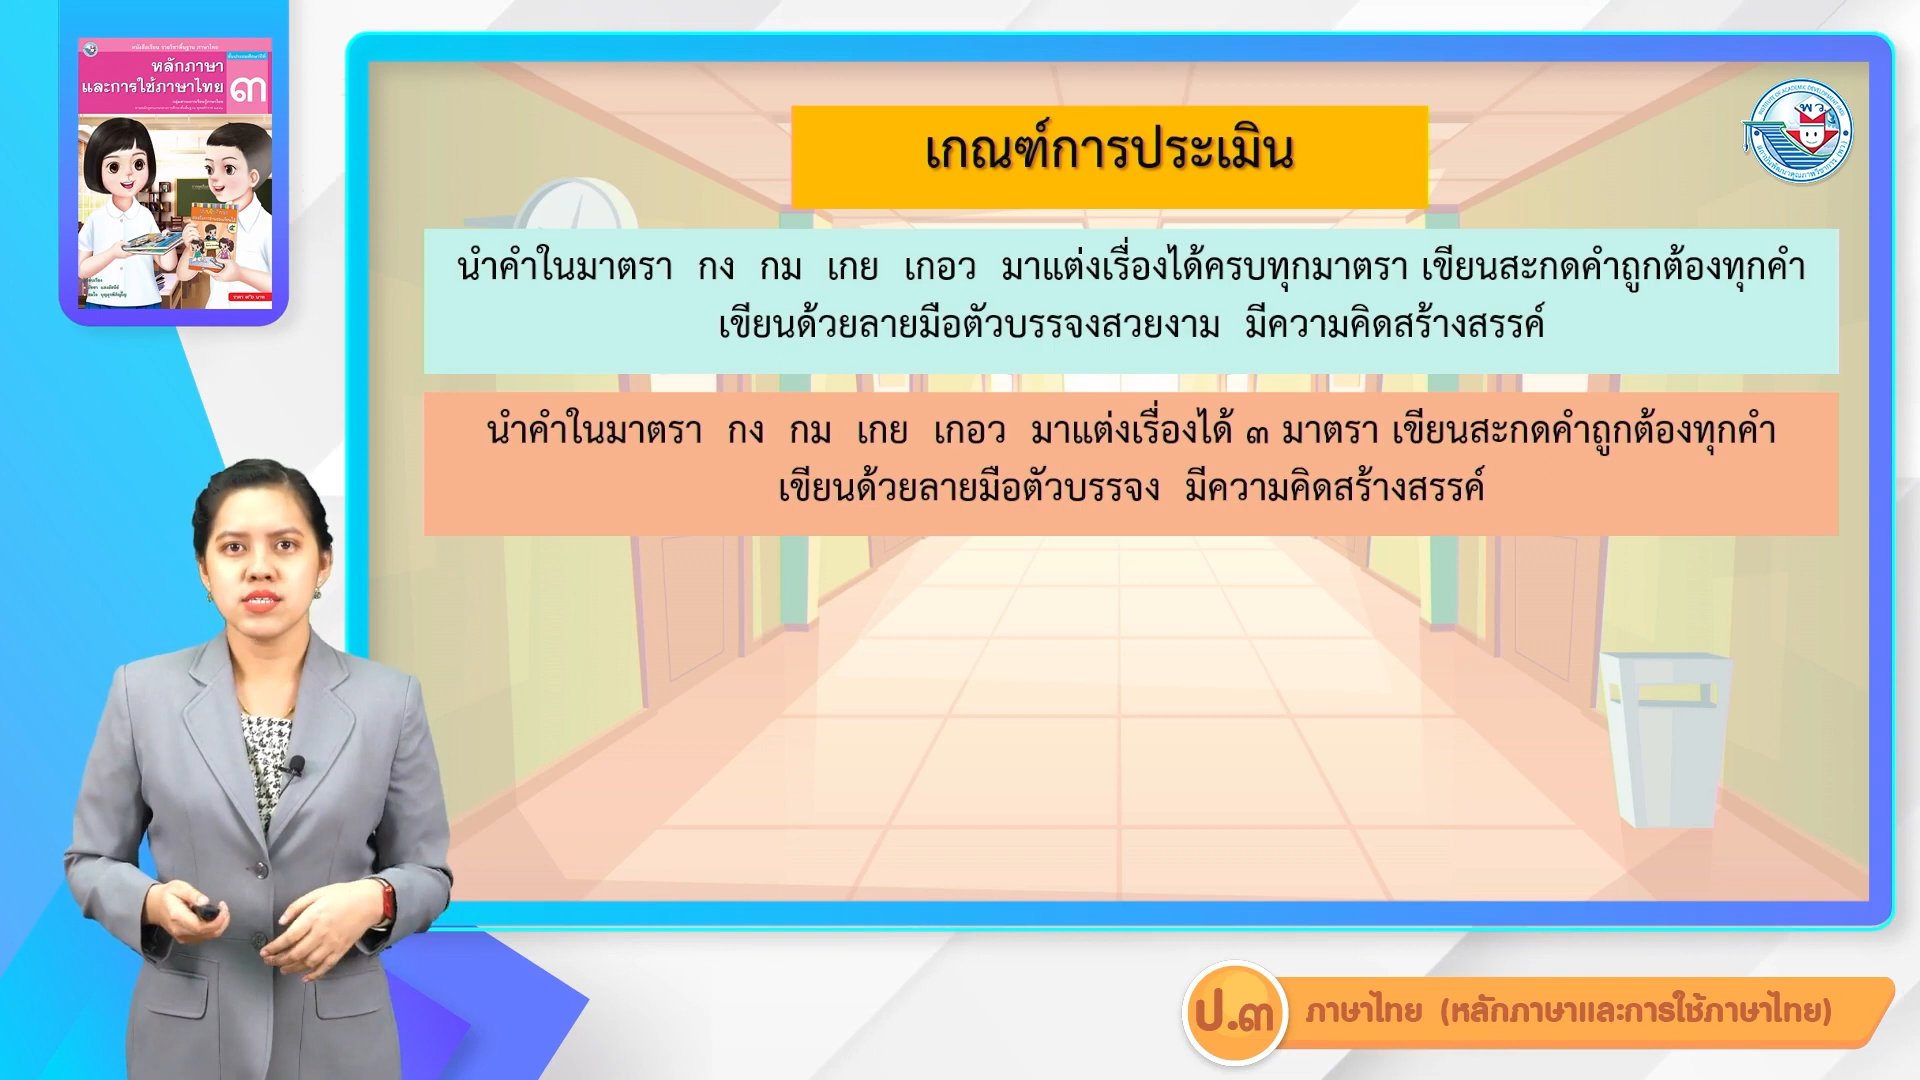 หลักภาษา
และการใช้ภาษาไทย
๓
เกณฑ์การประเมิน
พว
นำคำในมาตรา กง กม เกย เกอว มาแต่งเรื่องได้ครบทุกมาตรา เขียนสะกดคำถูกต้องทุกคำ
เขียนด้วยลายมือตัวบรรจงสวยงาม มีความคิดสร้างสรรค์
นำคำในมาตรา กง กม เกย เกอว มาแต่งเรื่องได้ ๓ มาตรา เขียนสะกดคำถูกต้องทุกคำ
เขียนด้วยลายมือตัวบรรจง มีความคิดสร้างสรรค์
ป.๓
ภาษาไทย (หลักภาษาและการใช้ภาษาไทย)